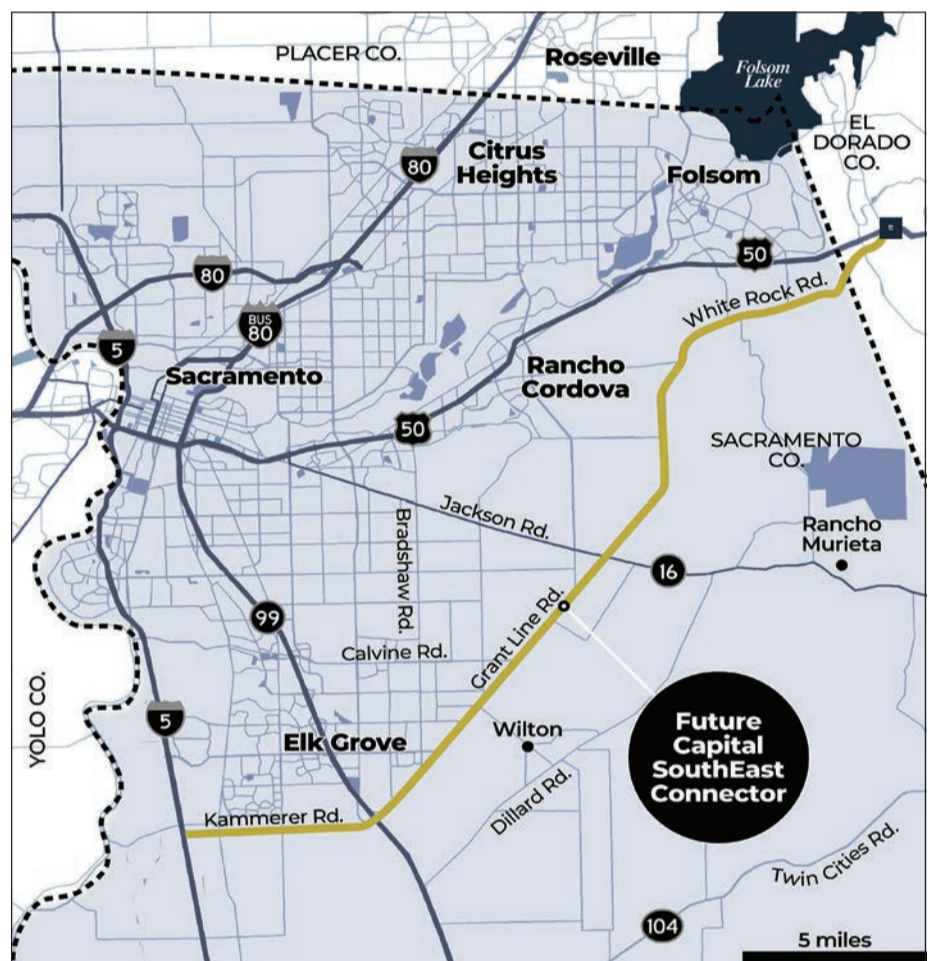 PLACER CO.
Roseville
Folsom
Lake
EL
DORADO
CO.
80
Citrus
Heights
Folsom
50
80
White Rock Rd.
BUS
80
5
Sacramento
Rancho
Cordova
50
SACRAMENTO
CO.
Jackson Rd.
Rancho
Murieta
Bradshaw Rd.
16
99
Grant Line Rd.
Calvine Rd.
YOLO CO.
5
Elk Grove
Wilton
Future
Capital
SouthEast
Connector
Dillard Rd.
Kammerer Rd.
Twin Cities Rd.
104
5 miles